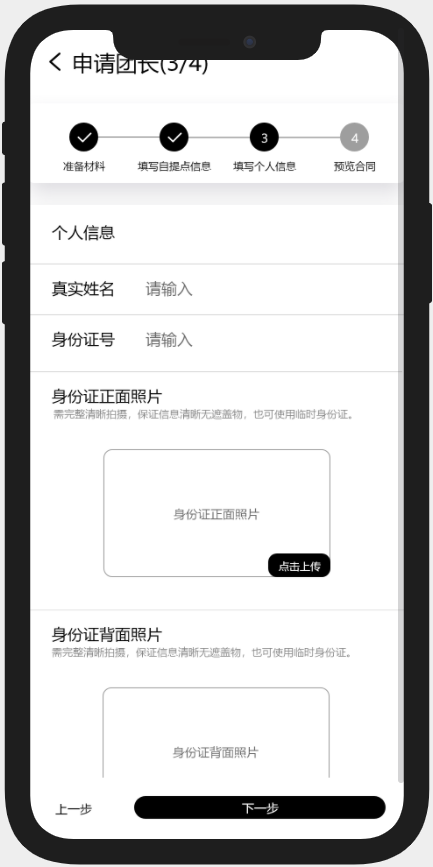 申请团长(3/4)
3
4
准备材料
填写自提点信息
填写个人信息
预览合同
个人信息
真实姓名 请输入
身份证号 请输入
身份证正面照片
需完整清晰拍摄，保证信息清晰无遮盖物，也可使用临时身份证。
身份证正面照片
点击上传
身份证背面照片
需完整清晰拍摄，保证信息清晰无遮盖物，也可使用临时身份证。
身份证背面照片
上一步
下一步